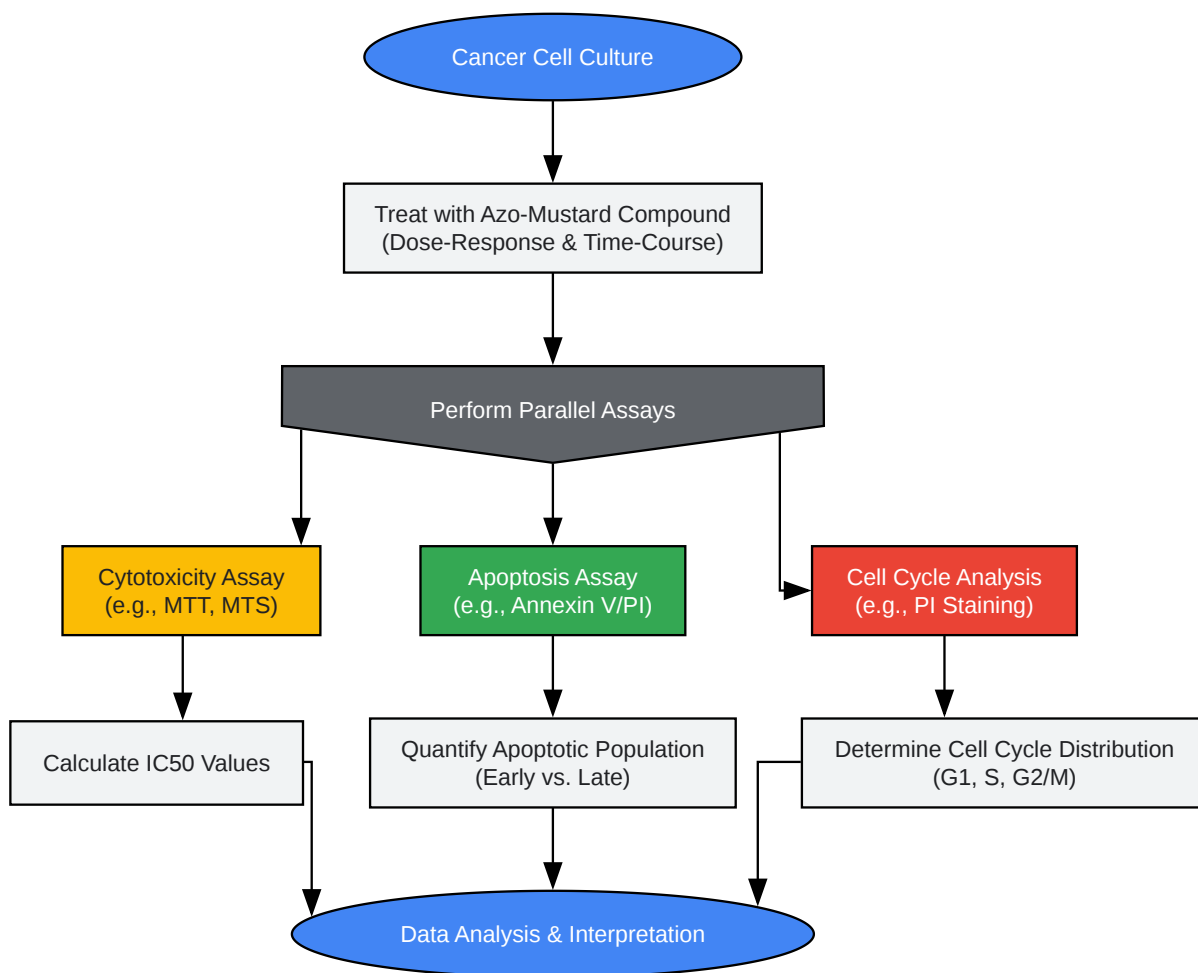 Cancer Cell Culture
Treat with Azo-Mustard Compound
(Dose-Response & Time-Course)
Perform Parallel Assays
Cytotoxicity Assay
(e.g., MTT, MTS)
Apoptosis Assay
(e.g., Annexin V/PI)
Cell Cycle Analysis
(e.g., PI Staining)
Calculate IC50 Values
Quantify Apoptotic Population
(Early vs. Late)
Determine Cell Cycle Distribution
(G1, S, G2/M)
Data Analysis & Interpretation